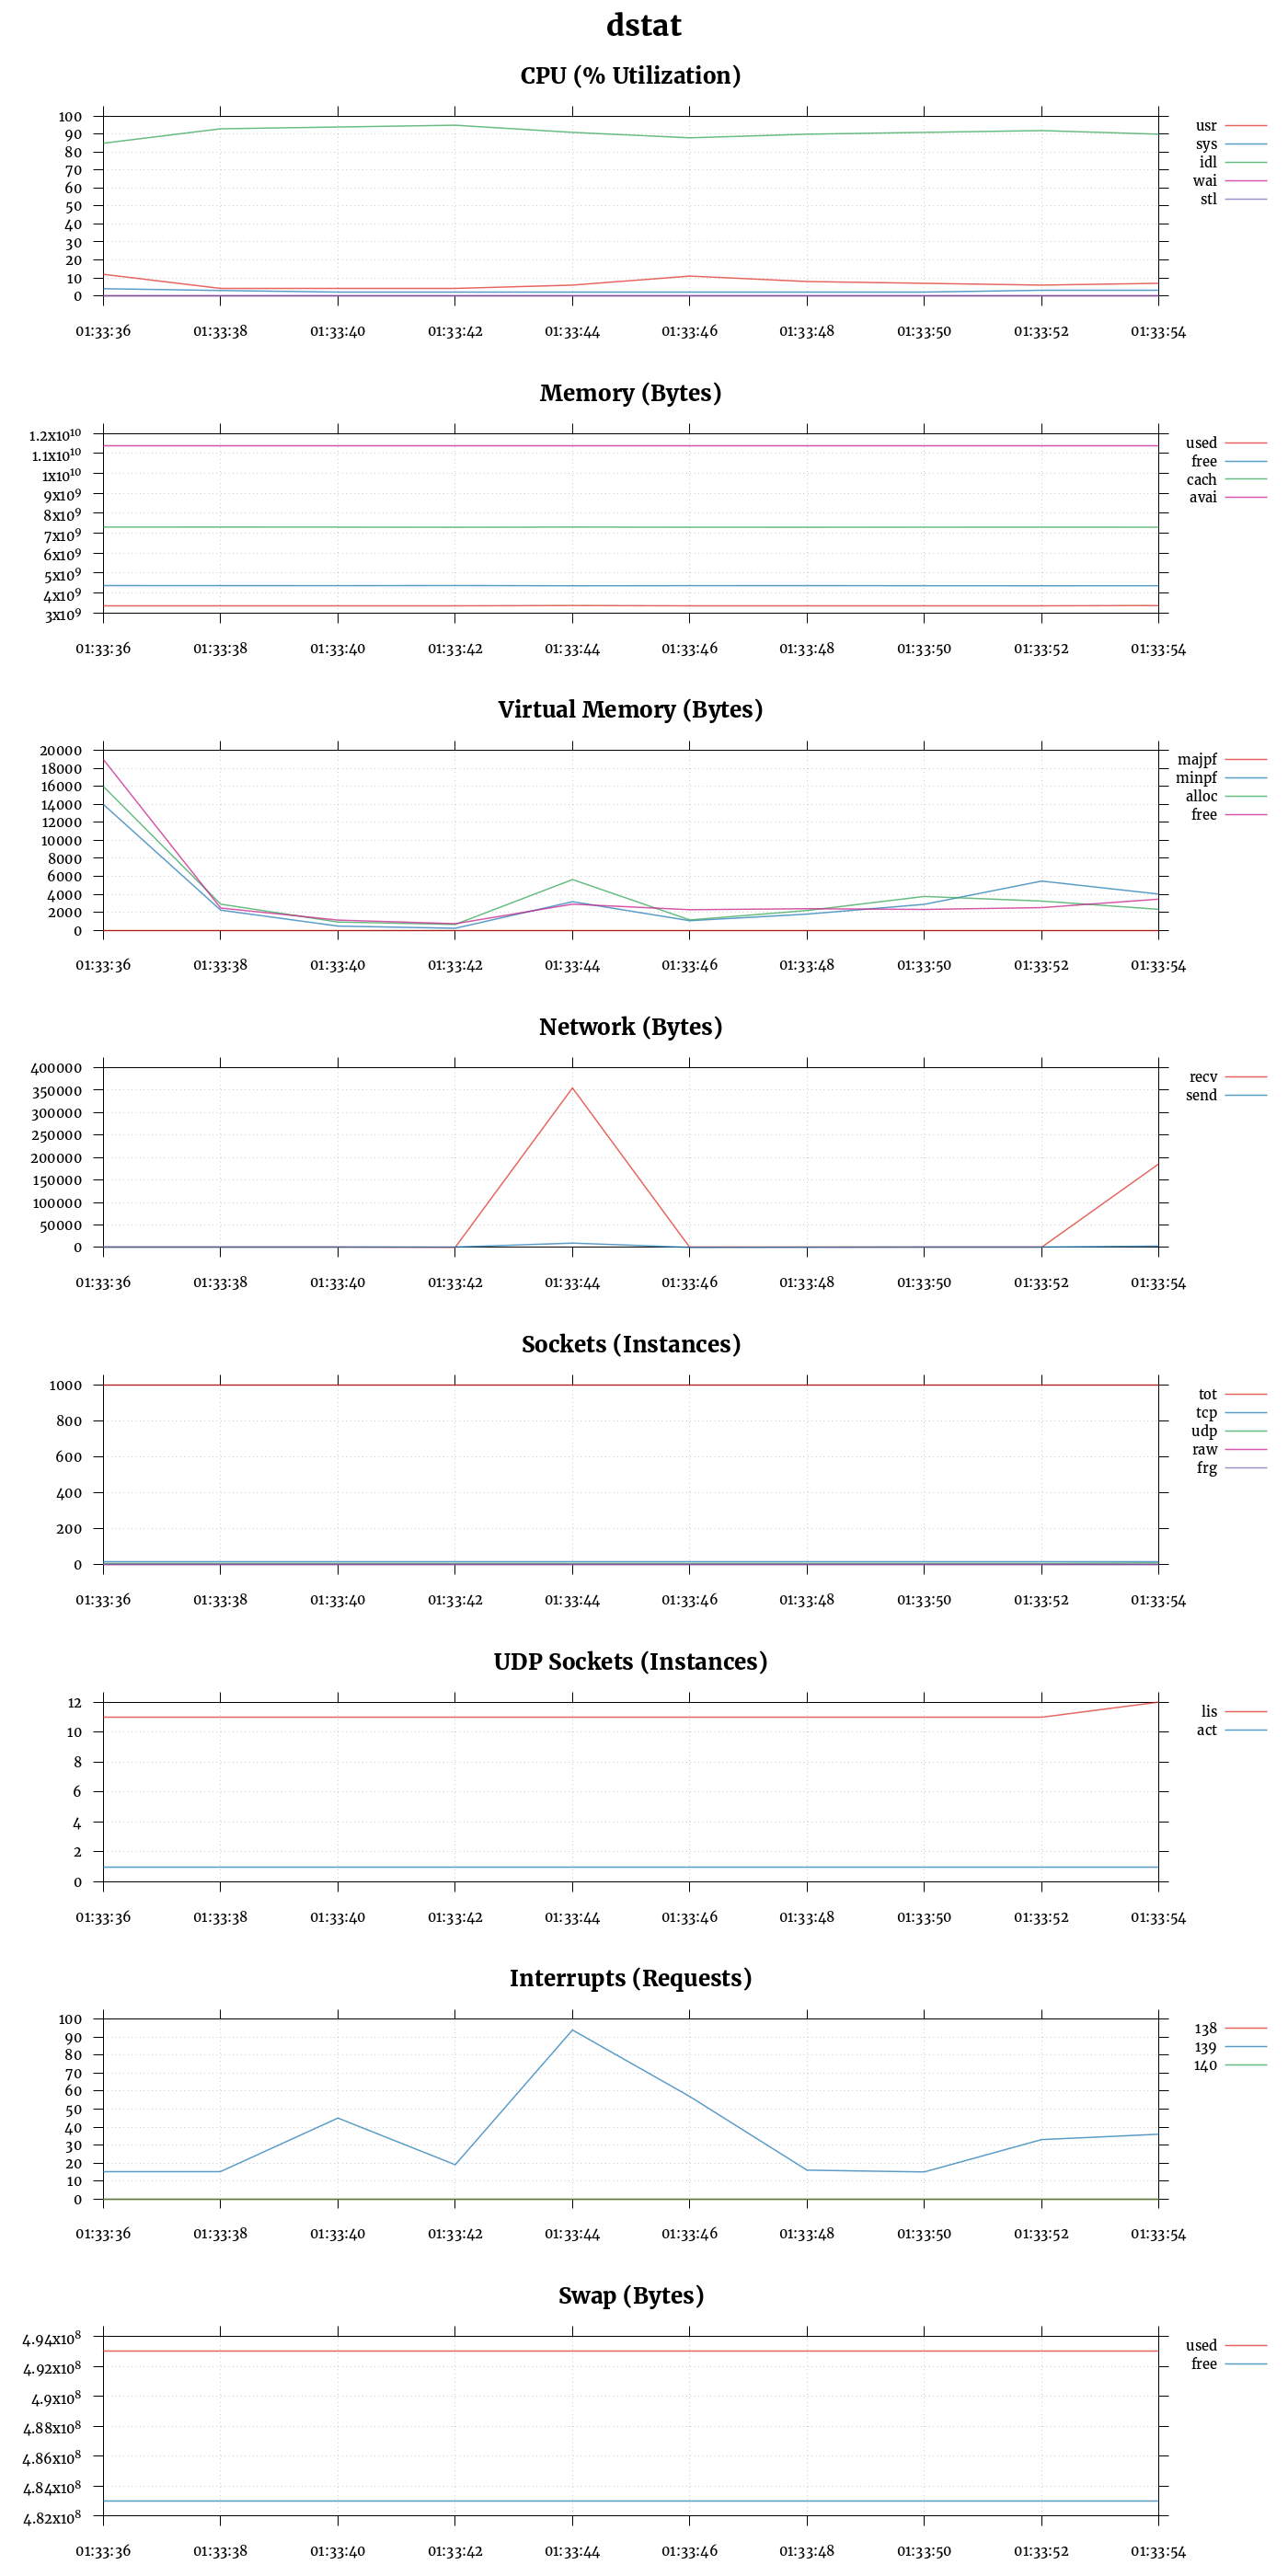 dstat
CPU (% Utilization)
100
90
80
70
60
50
40
30
20
10
0
usr
sys
idl
wai
stl
01:33:36 01:33:38 01:33:40 01:33:42 01:33:44 01:33:46 01:33:48 01:33:50 01:33:52 01:33:54
Memory (Bytes)
1.2x10¹⁰
1.1x10¹⁰
1x10¹⁰
9x10⁹
8x10⁹
7x10⁹
6x10⁹
5x10⁹
4x10⁹
3x10⁹
used
free
cach
avai
01:33:36 01:33:38 01:33:40 01:33:42 01:33:44 01:33:46 01:33:48 01:33:50 01:33:52 01:33:54
Virtual Memory (Bytes)
20000
18000
16000
14000
12000
10000
8000
6000
4000
2000
0
majpf
minpf
alloc
free
01:33:36 01:33:38 01:33:40 01:33:42 01:33:44 01:33:46 01:33:48 01:33:50 01:33:52 01:33:54
Network (Bytes)
400000
350000
300000
250000
200000
150000
100000
50000
0
recv
send
01:33:36 01:33:38 01:33:40 01:33:42 01:33:44 01:33:46 01:33:48 01:33:50 01:33:52 01:33:54
Sockets (Instances)
1000
800
600
400
200
0
tot
tcp
udp
raw
frg
01:33:36 01:33:38 01:33:40 01:33:42 01:33:44 01:33:46 01:33:48 01:33:50 01:33:52 01:33:54
UDP Sockets (Instances)
12
10
8
6
4
2
0
lis
act
01:33:36 01:33:38 01:33:40 01:33:42 01:33:44 01:33:46 01:33:48 01:33:50 01:33:52 01:33:54
Interrupts (Requests)
100
90
80
70
60
50
40
30
20
10
0
138
139
140
01:33:36 01:33:38 01:33:40 01:33:42 01:33:44 01:33:46 01:33:48 01:33:50 01:33:52 01:33:54
Swap (Bytes)
4.94x10⁸
4.92x10⁸
4.9x10⁸
4.88x10⁸
4.86x10⁸
4.84x10⁸
4.82x10⁸
used
free
01:33:36 01:33:38 01:33:40 01:33:42 01:33:44 01:33:46 01:33:48 01:33:50 01:33:52 01:33:54